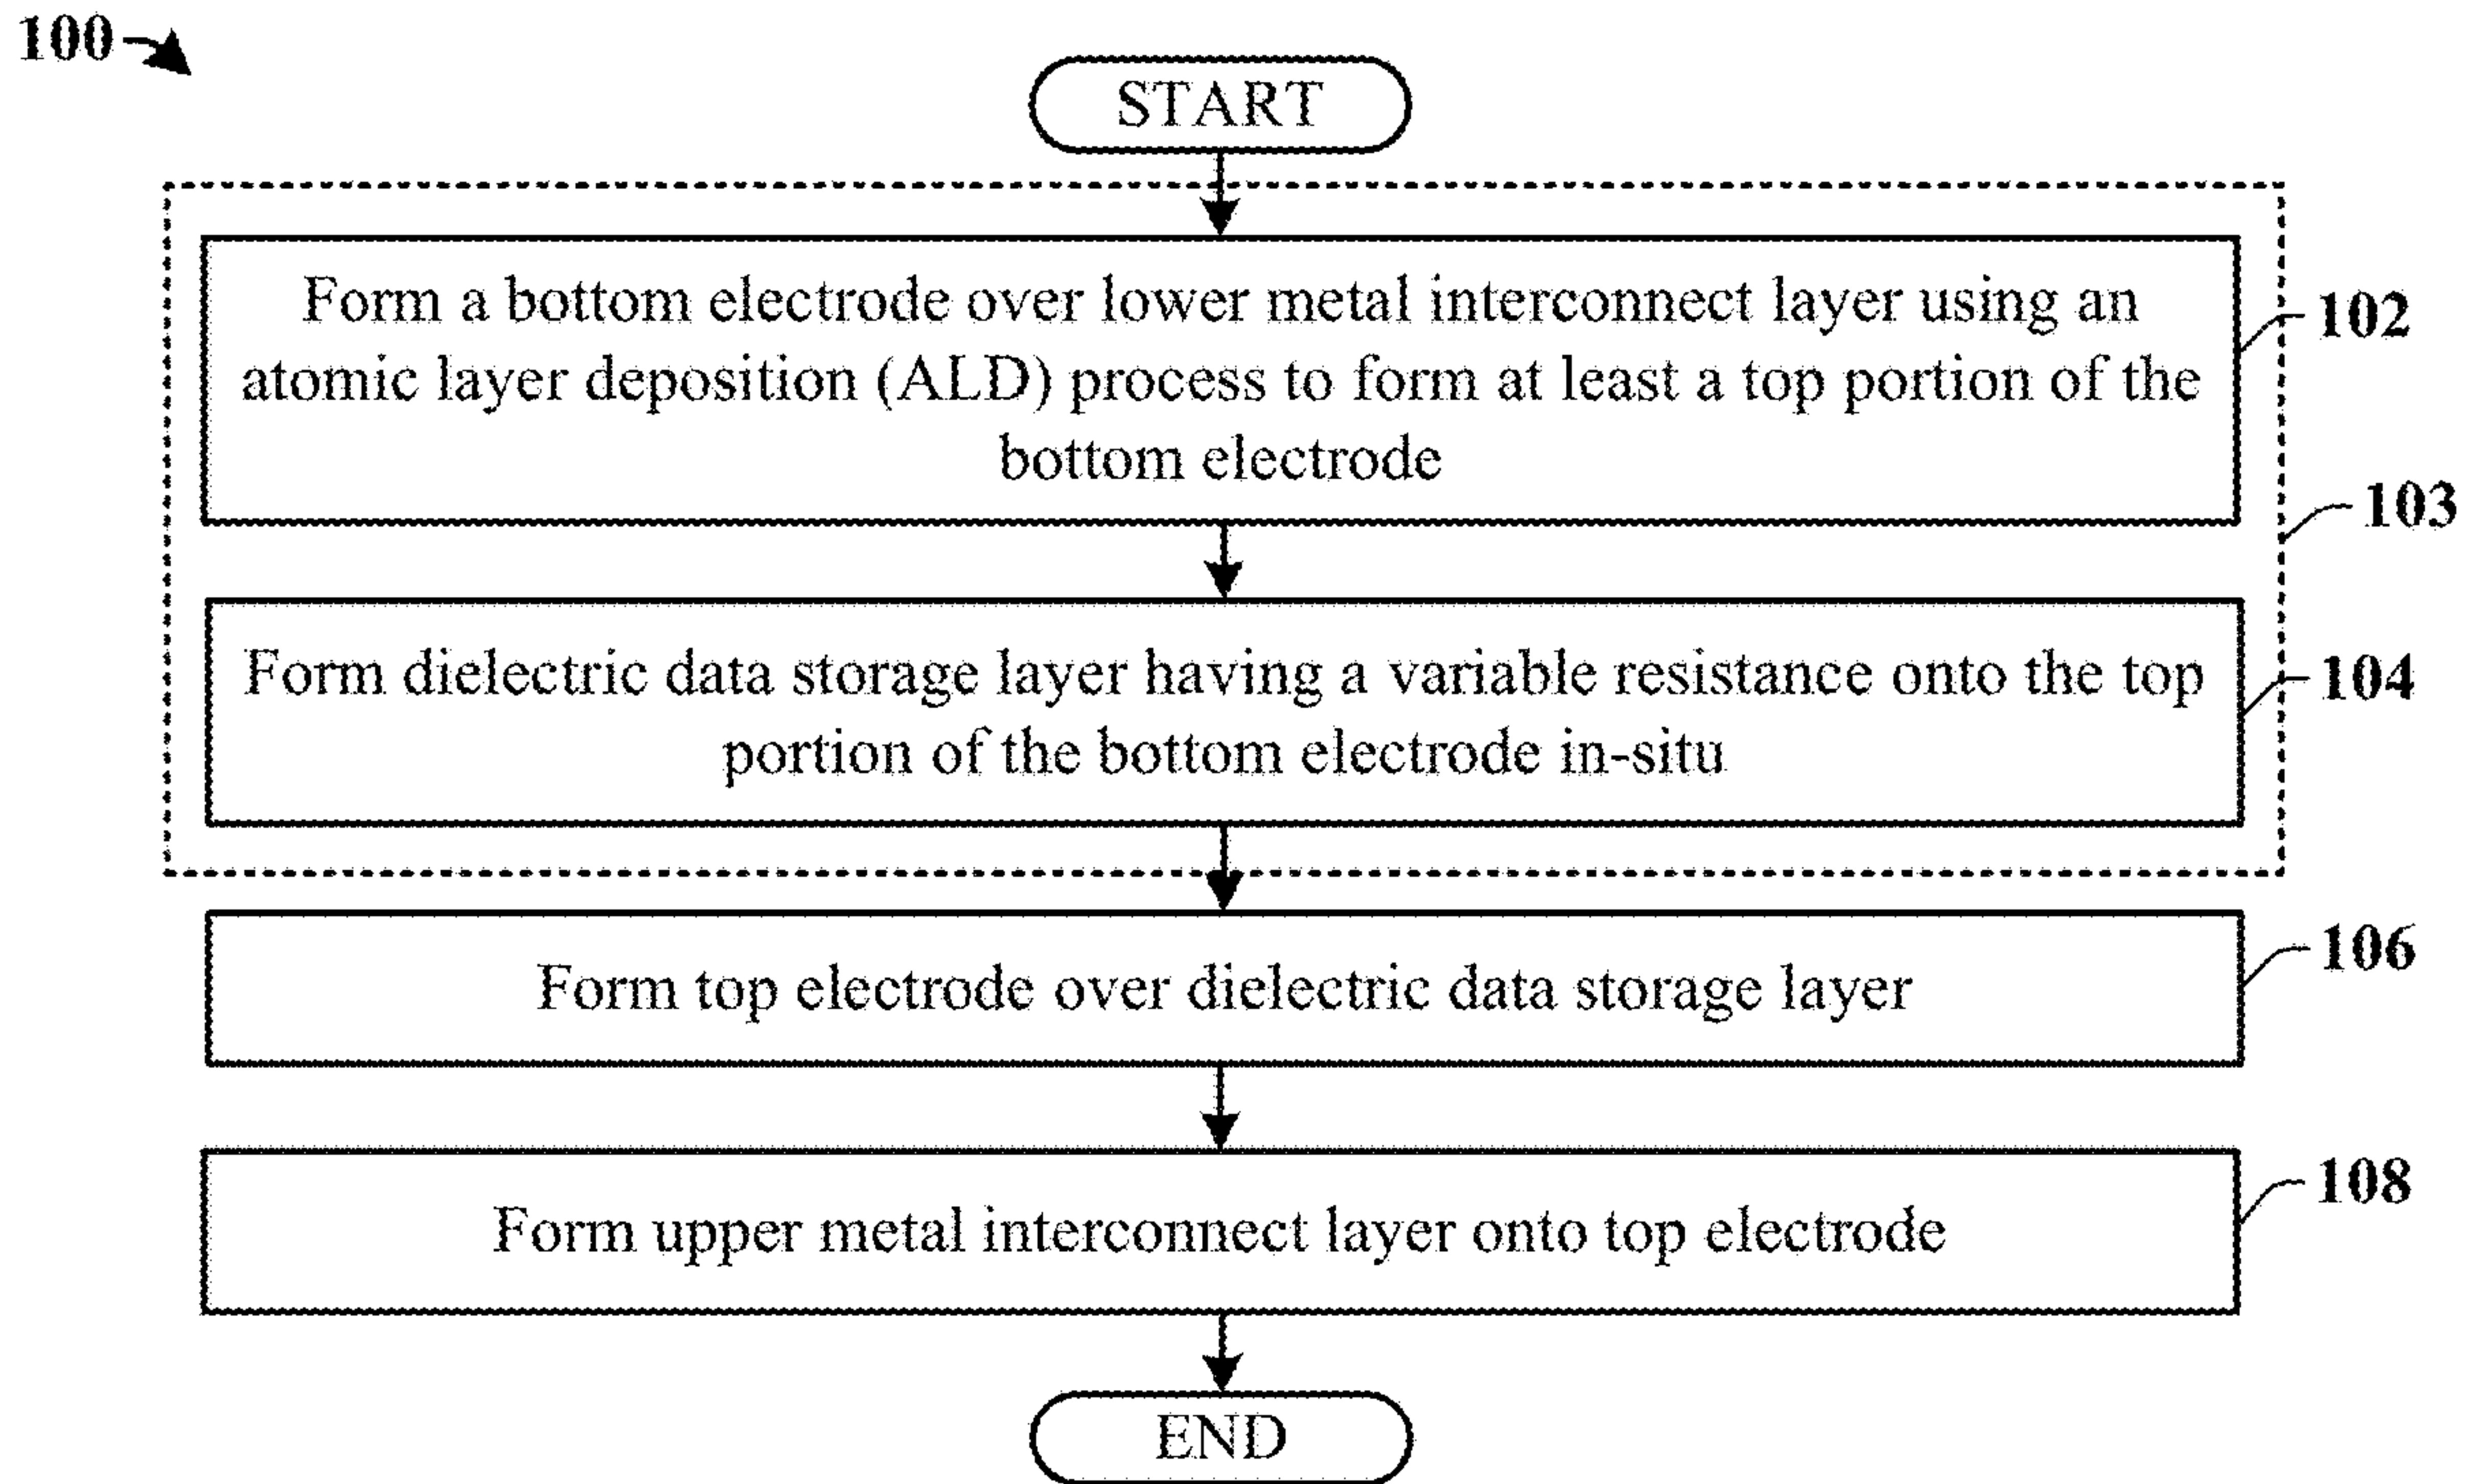 100
START
Form a bottom electrode over lower metal interconnect layer using an
atomic layer deposition (ALD) process to form at least a top portion of the
bottom electrode
102
103
Form dielectric data storage layer having a variable resistance onto the top
portion of the bottom electrode in-situ
104
Form top electrode over dielectric data storage layer
106
Form upper metal interconnect layer onto top electrode
108
END